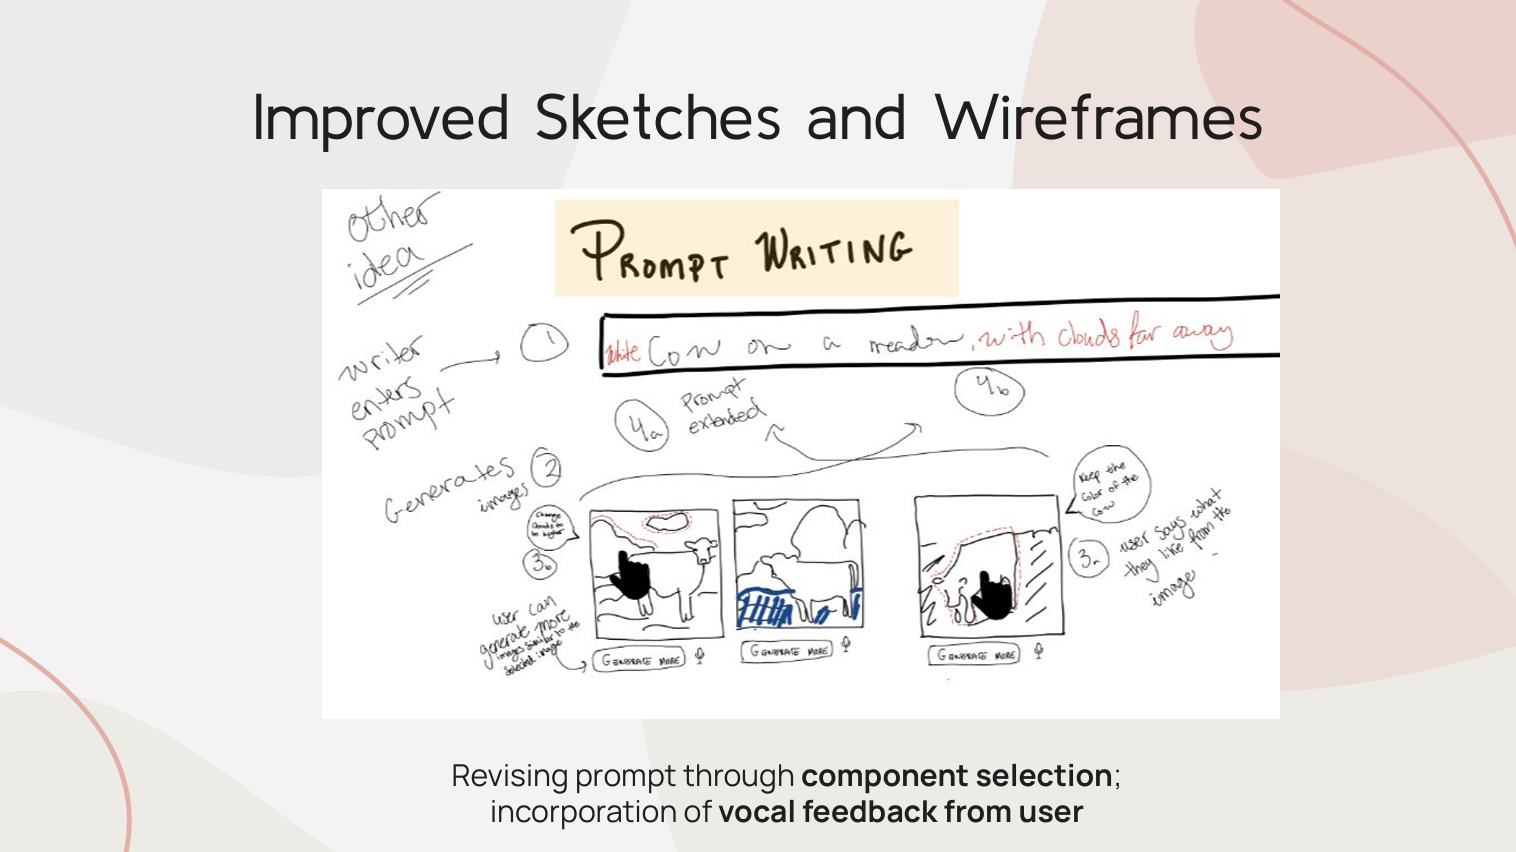 Improved Sketches and Wireframes
other
idea
PROMPT WRITING
writer
enters
prompt
1
White Cow on a meadow, with clouds far away
4a
Prompt
extended
4b
Generates
images
2
Change
clouds to
be higher
3b
Keep the
Color of the
Cow
3a
user says what
they like from the
image
user can
generate more
images similar to the
selected image
GENERATE MORE
GENERATE MORE
GENERATE MORE
Revising prompt through component selection;
incorporation of vocal feedback from user